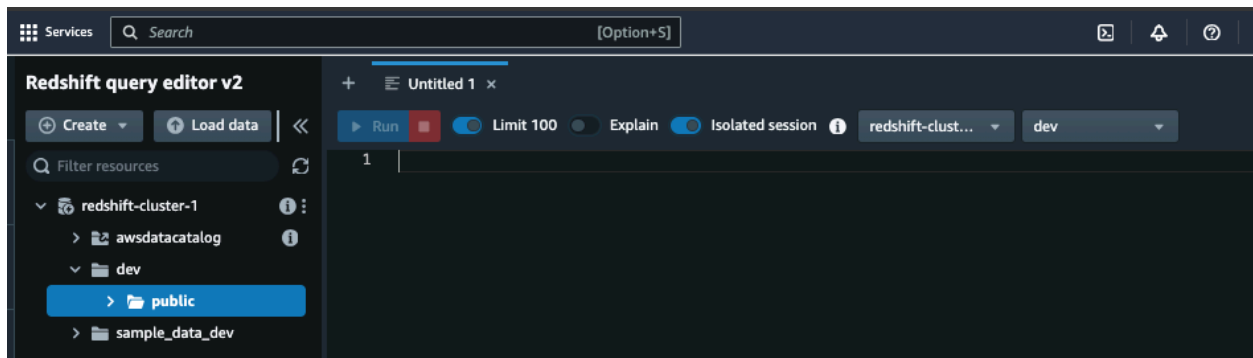 Services
Search
[Option+S]
Redshift query editor v2
Untitled 1
Create
Load data
Run
Limit 100
Explain
Isolated session
redshift-clust...
dev
Filter resources
1
redshift-cluster-1
awsdatacatalog
dev
public
sample_data_dev